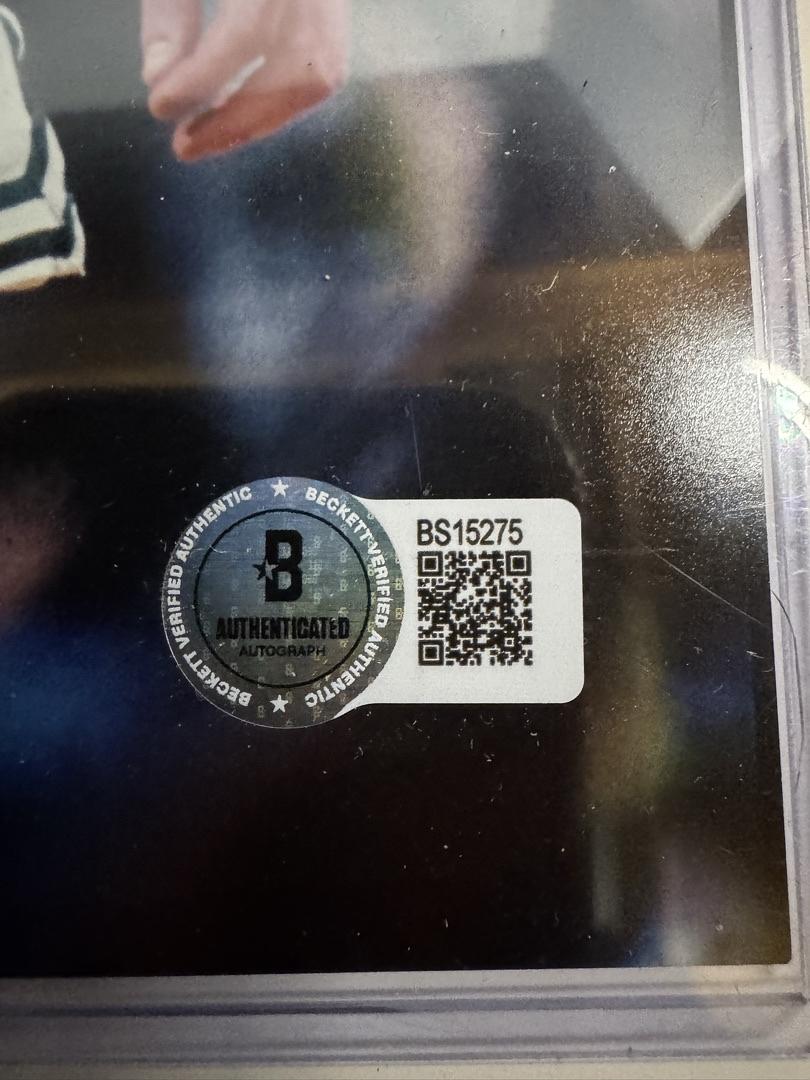 BECKETT VERIFIED AUTHENTIC ★ BECKETT VERIFIED AUTHENTIC ★
B
AUTHENTICATED
AUTOGRAPH
BS15275